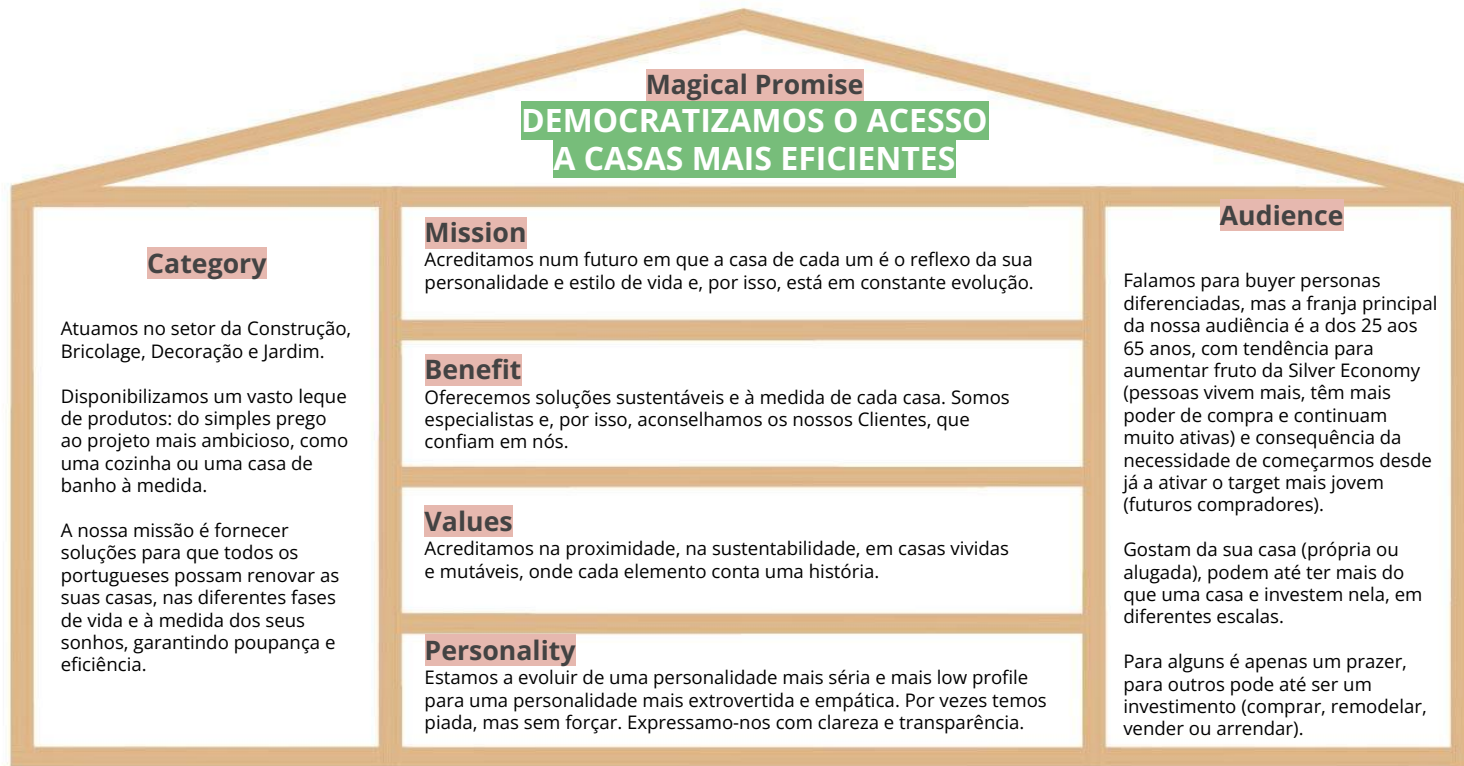 Magical Promise
DEMOCRATIZAMOS O ACESSO
A CASAS MAIS EFICIENTES
Category
Atuamos no setor da Construção,
Bricolage, Decoração e Jardim.
Disponibilizamos um vasto leque
de produtos: do simples prego
ao projeto mais ambicioso, como
uma cozinha ou uma casa de
banho à medida.
A nossa missão é fornecer
soluções para que todos os
portugueses possam renovar as
suas casas, nas diferentes fases
de vida e à medida dos seus
sonhos, garantindo poupança e
eficiência.
Mission
Acreditamos num futuro em que a casa de cada um é o reflexo da sua
personalidade e estilo de vida e, por isso, está em constante evolução.
Benefit
Oferecemos soluções sustentáveis e à medida de cada casa. Somos
especialistas e, por isso, aconselhamos os nossos Clientes, que
confiam em nós.
Values
Acreditamos na proximidade, na sustentabilidade, em casas vividas
e mutáveis, onde cada elemento conta uma história.
Personality
Estamos a evoluir de uma personalidade mais séria e mais low profile
para uma personalidade mais extrovertida e empática. Por vezes temos
piada, mas sem forçar. Expressamo-nos com clareza e transparência.
Audience
Falamos para buyer personas
diferenciadas, mas a franja principal
da nossa audiência é a dos 25 aos
65 anos, com tendência para
aumentar fruto da Silver Economy
(pessoas vivem mais, têm mais
poder de compra e continuam
muito ativas) e consequência da
necessidade de começarmos desde
já a ativar o target mais jovem
(futuros compradores).
Gostam da sua casa (própria ou
alugada), podem até ter mais do
que uma casa e investem nela, em
diferentes escalas.
Para alguns é apenas um prazer,
para outros pode até ser um
investimento (comprar, remodelar,
vender ou arrendar).